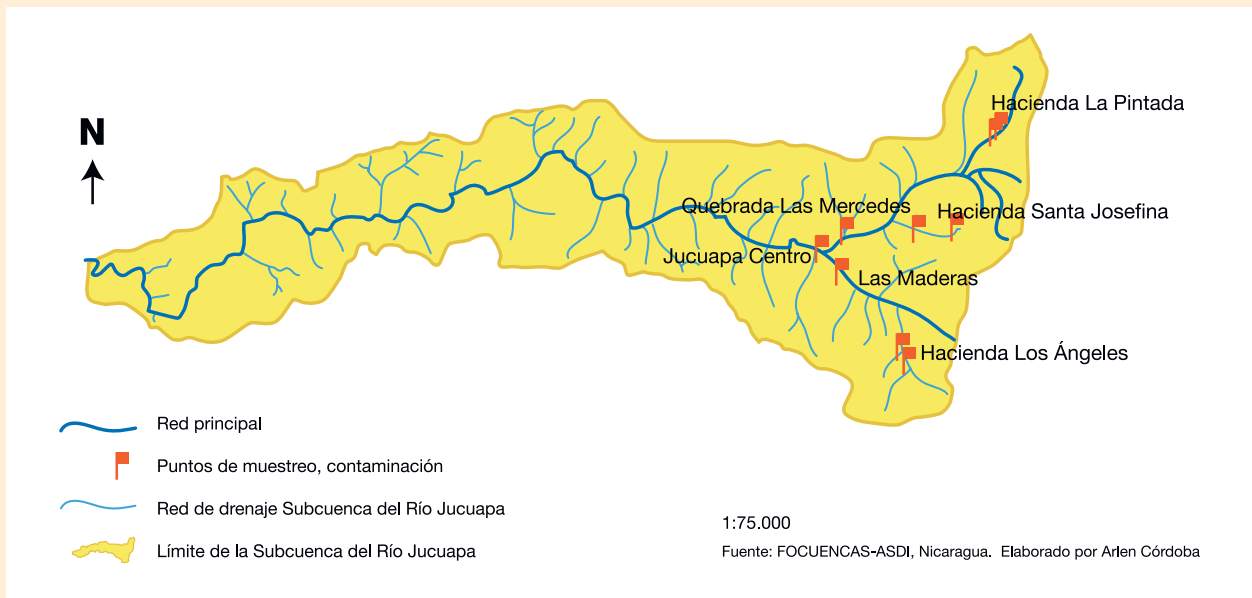 N
Hacienda La Pintada
Quebrada Las Mercedes
Hacienda Santa Josefina
Jucuapa Centro
Las Maderas
Hacienda Los Ángeles
Red principal
Puntos de muestreo, contaminación
Red de drenaje Subcuenca del Río Jucuapa
Límite de la Subcuenca del Río Jucuapa
1:75.000
Fuente: FOCUENCAS-ASDI, Nicaragua. Elaborado por Arlen Córdoba